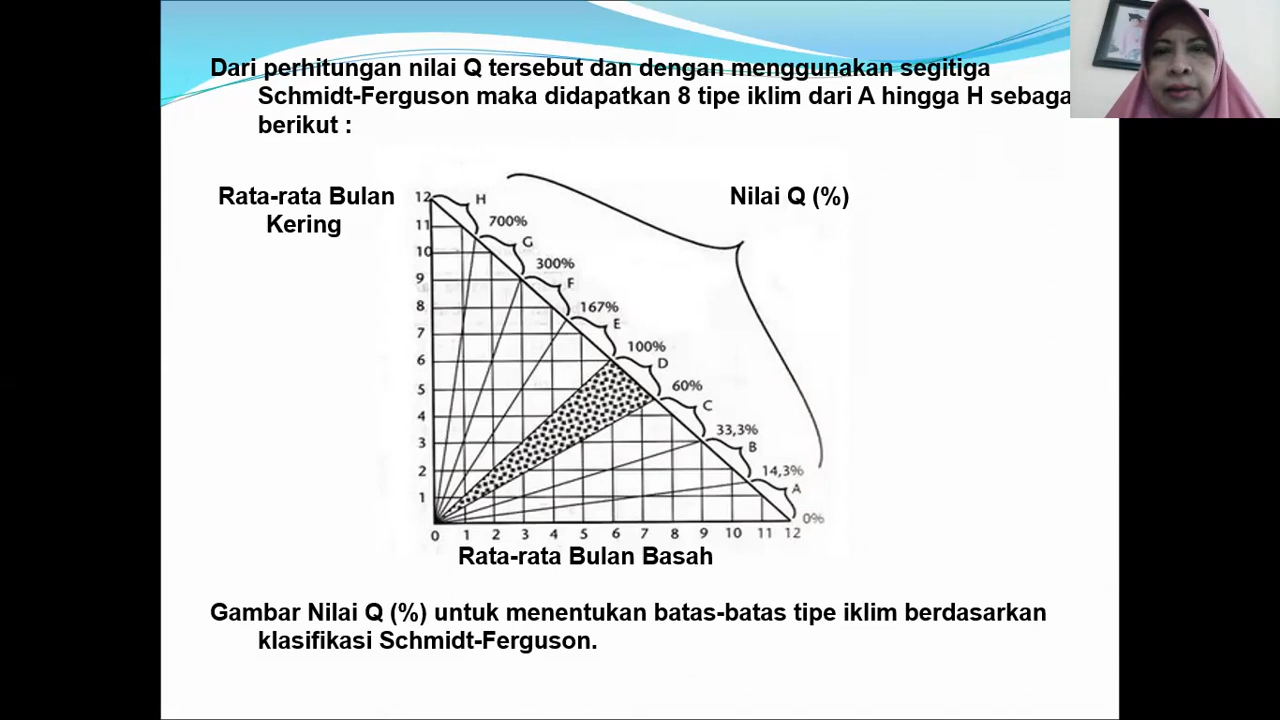 Dari perhitungan nilai Q tersebut dan dengan menggunakan segitiga
Schmidt-Ferguson maka didapatkan 8 tipe iklim dari A hingga H sebaga
berikut :
Rata-rata Bulan
Kering
Nilai Q (%)
12
H
11
700%
G
10
300%
9
F
8
167%
E
7
100%
6
D
5
60%
C
4
33,3%
3
B
2
14,3%
A
1
0%
0 1 2 3 4 5 6 7 8 9 10 11 12
Rata-rata Bulan Basah
Gambar Nilai Q (%) untuk menentukan batas-batas tipe iklim berdasarkan
klasifikasi Schmidt-Ferguson.